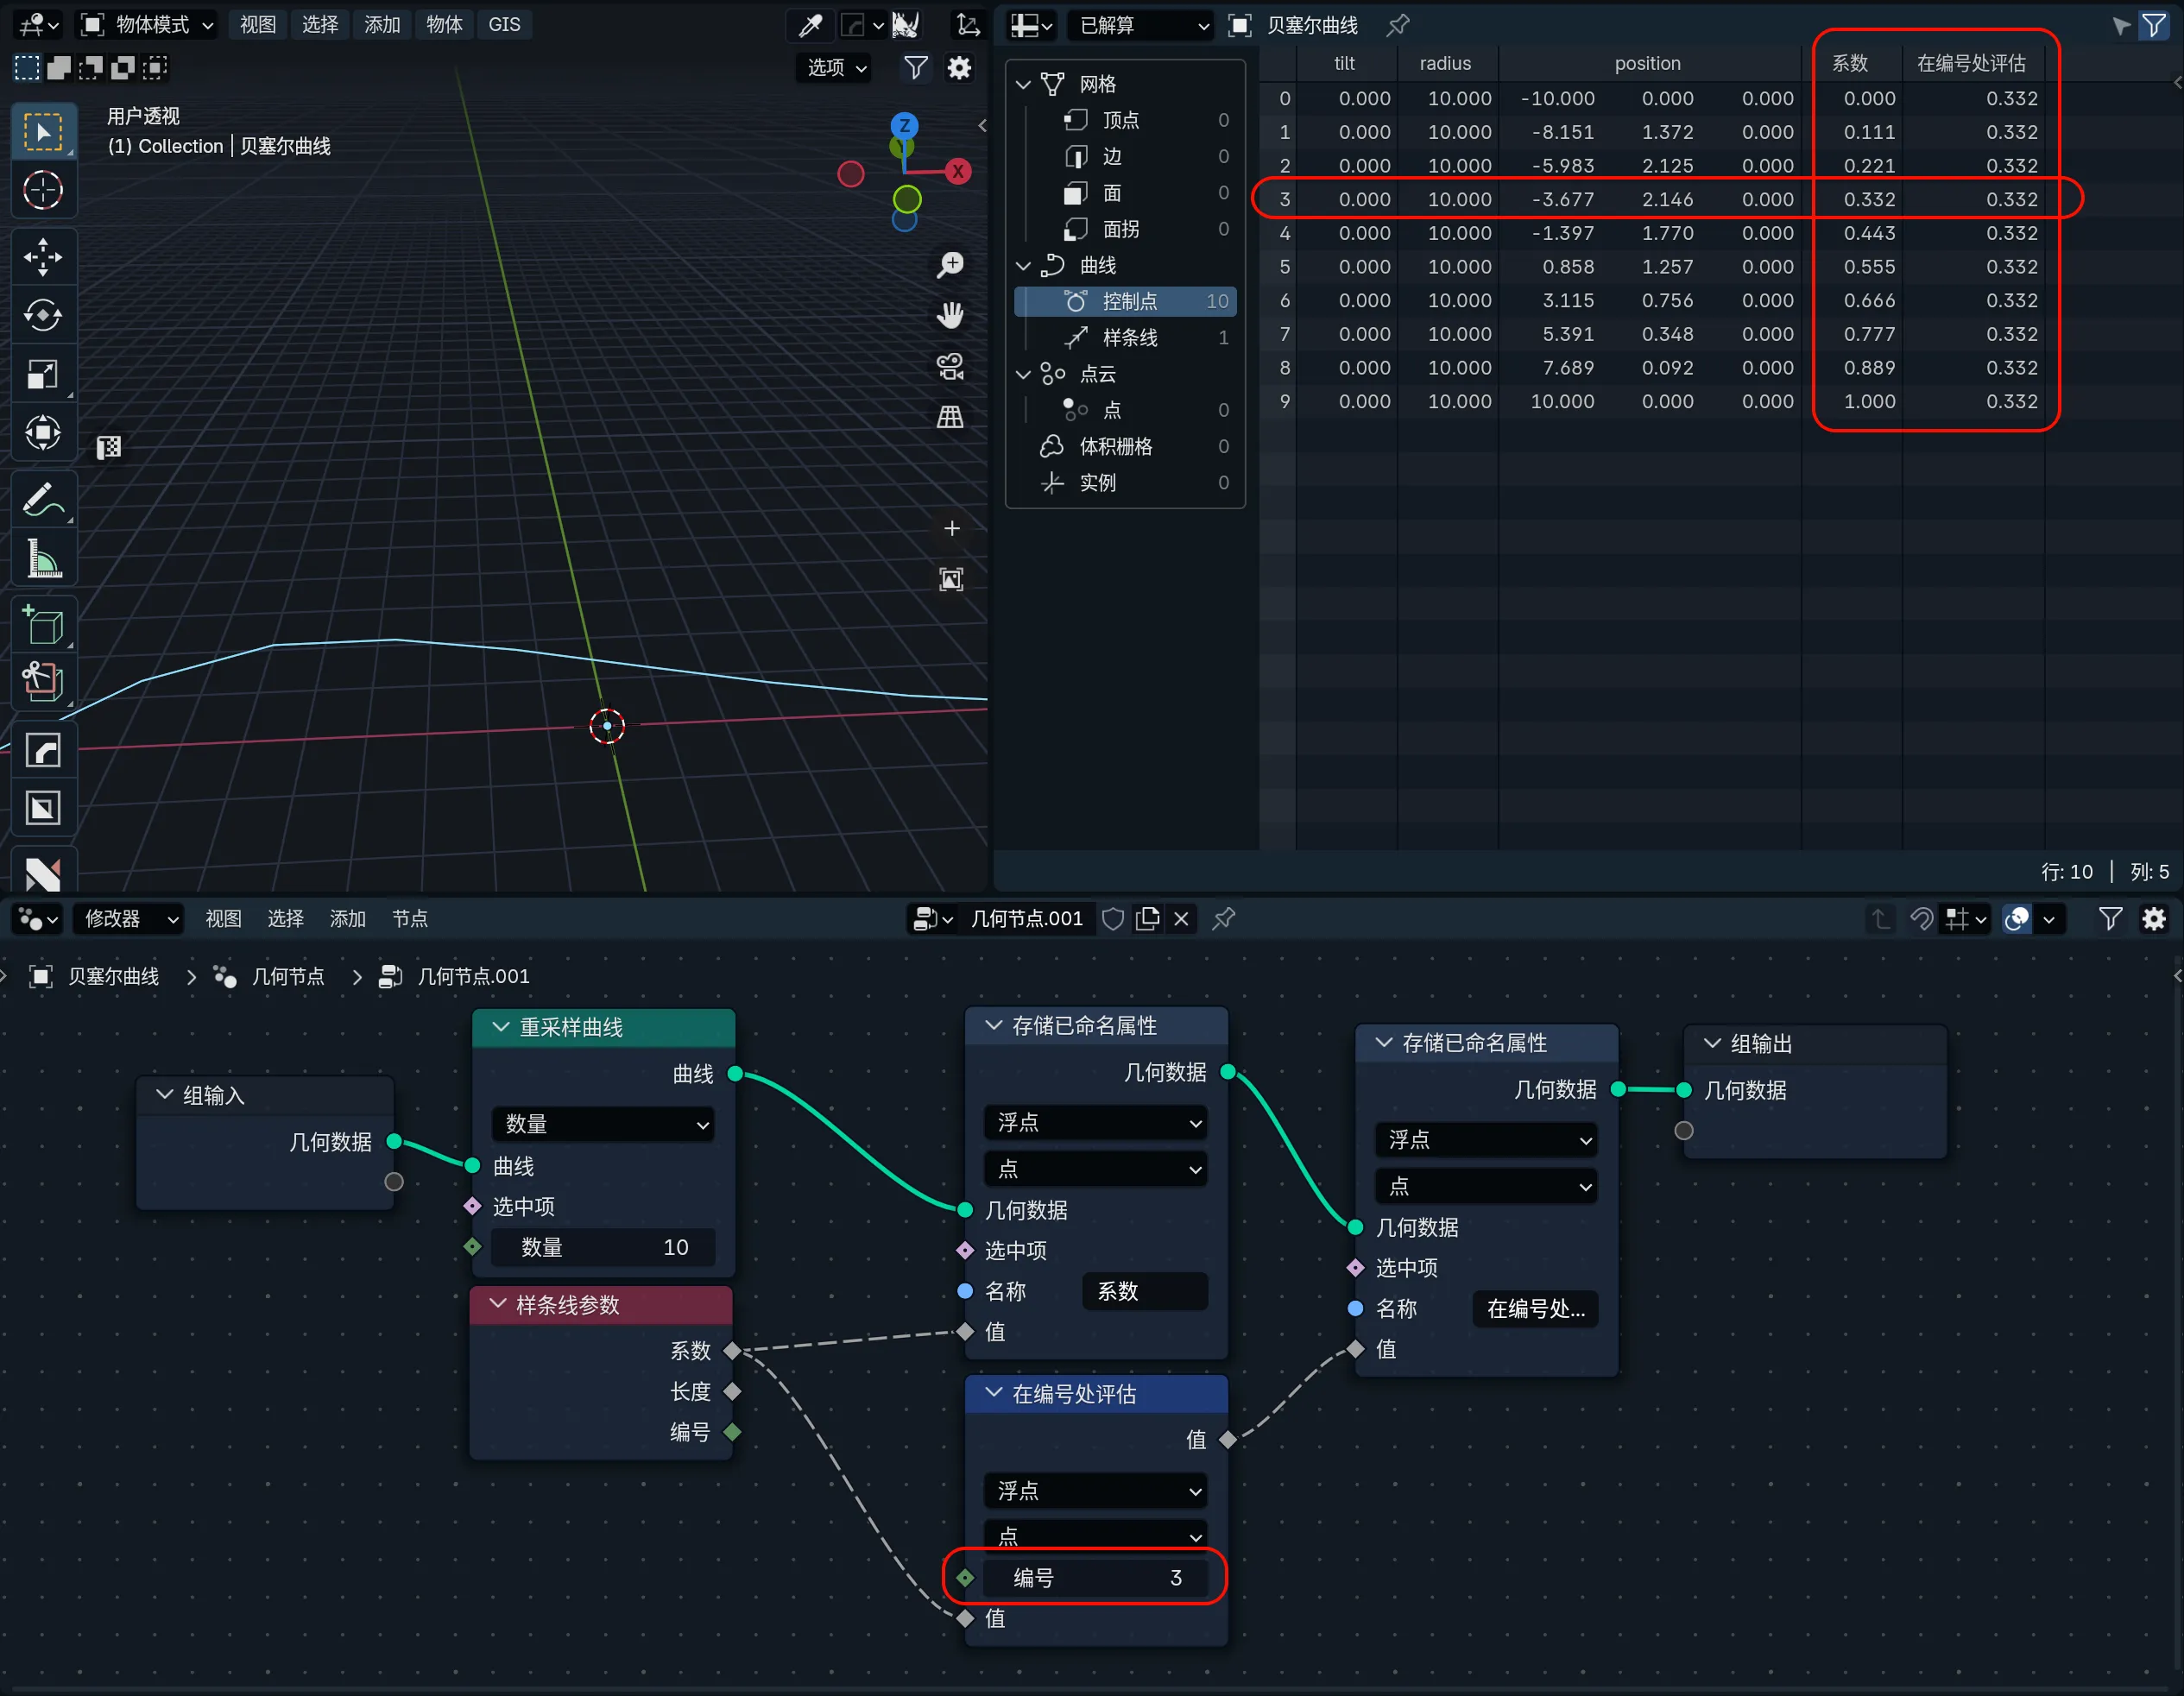 物体模式 视图 选择 添加 物体 GIS
选项
用户透视
(1) Collection | 贝塞尔曲线
Z
Y
X
已解算 贝塞尔曲线
网格
顶点 0
边 0
面 0
面拐 0
曲线
控制点 10
样条线 1
点云
点 0
体积栅格 0
实例 0
tilt radius position 系数 在编号处评估
0 0.000 10.000 -10.000 0.000 0.000 0.000 0.332
1 0.000 10.000 -8.151 1.372 0.000 0.111 0.332
2 0.000 10.000 -5.983 2.125 0.000 0.221 0.332
3 0.000 10.000 -3.677 2.146 0.000 0.332 0.332
4 0.000 10.000 -1.397 1.770 0.000 0.443 0.332
5 0.000 10.000 0.858 1.257 0.000 0.555 0.332
6 0.000 10.000 3.115 0.756 0.000 0.666 0.332
7 0.000 10.000 5.391 0.348 0.000 0.777 0.332
8 0.000 10.000 7.689 0.092 0.000 0.889 0.332
9 0.000 10.000 10.000 0.000 0.000 1.000 0.332
行: 10 | 列: 5
修改器 视图 选择 添加 节点 几何节点.001
贝塞尔曲线 > 几何节点 > 几何节点.001
组输入
几何数据
重采样曲线
曲线
数量
曲线
选中项
数量 10
样条线参数
系数
长度
编号
存储已命名属性
几何数据
浮点
点
几何数据
选中项
名称 系数
值
在编号处评估
值
浮点
点
编号 3
值
存储已命名属性
几何数据
浮点
点
几何数据
选中项
名称 在编号处...
值
组输出
几何数据